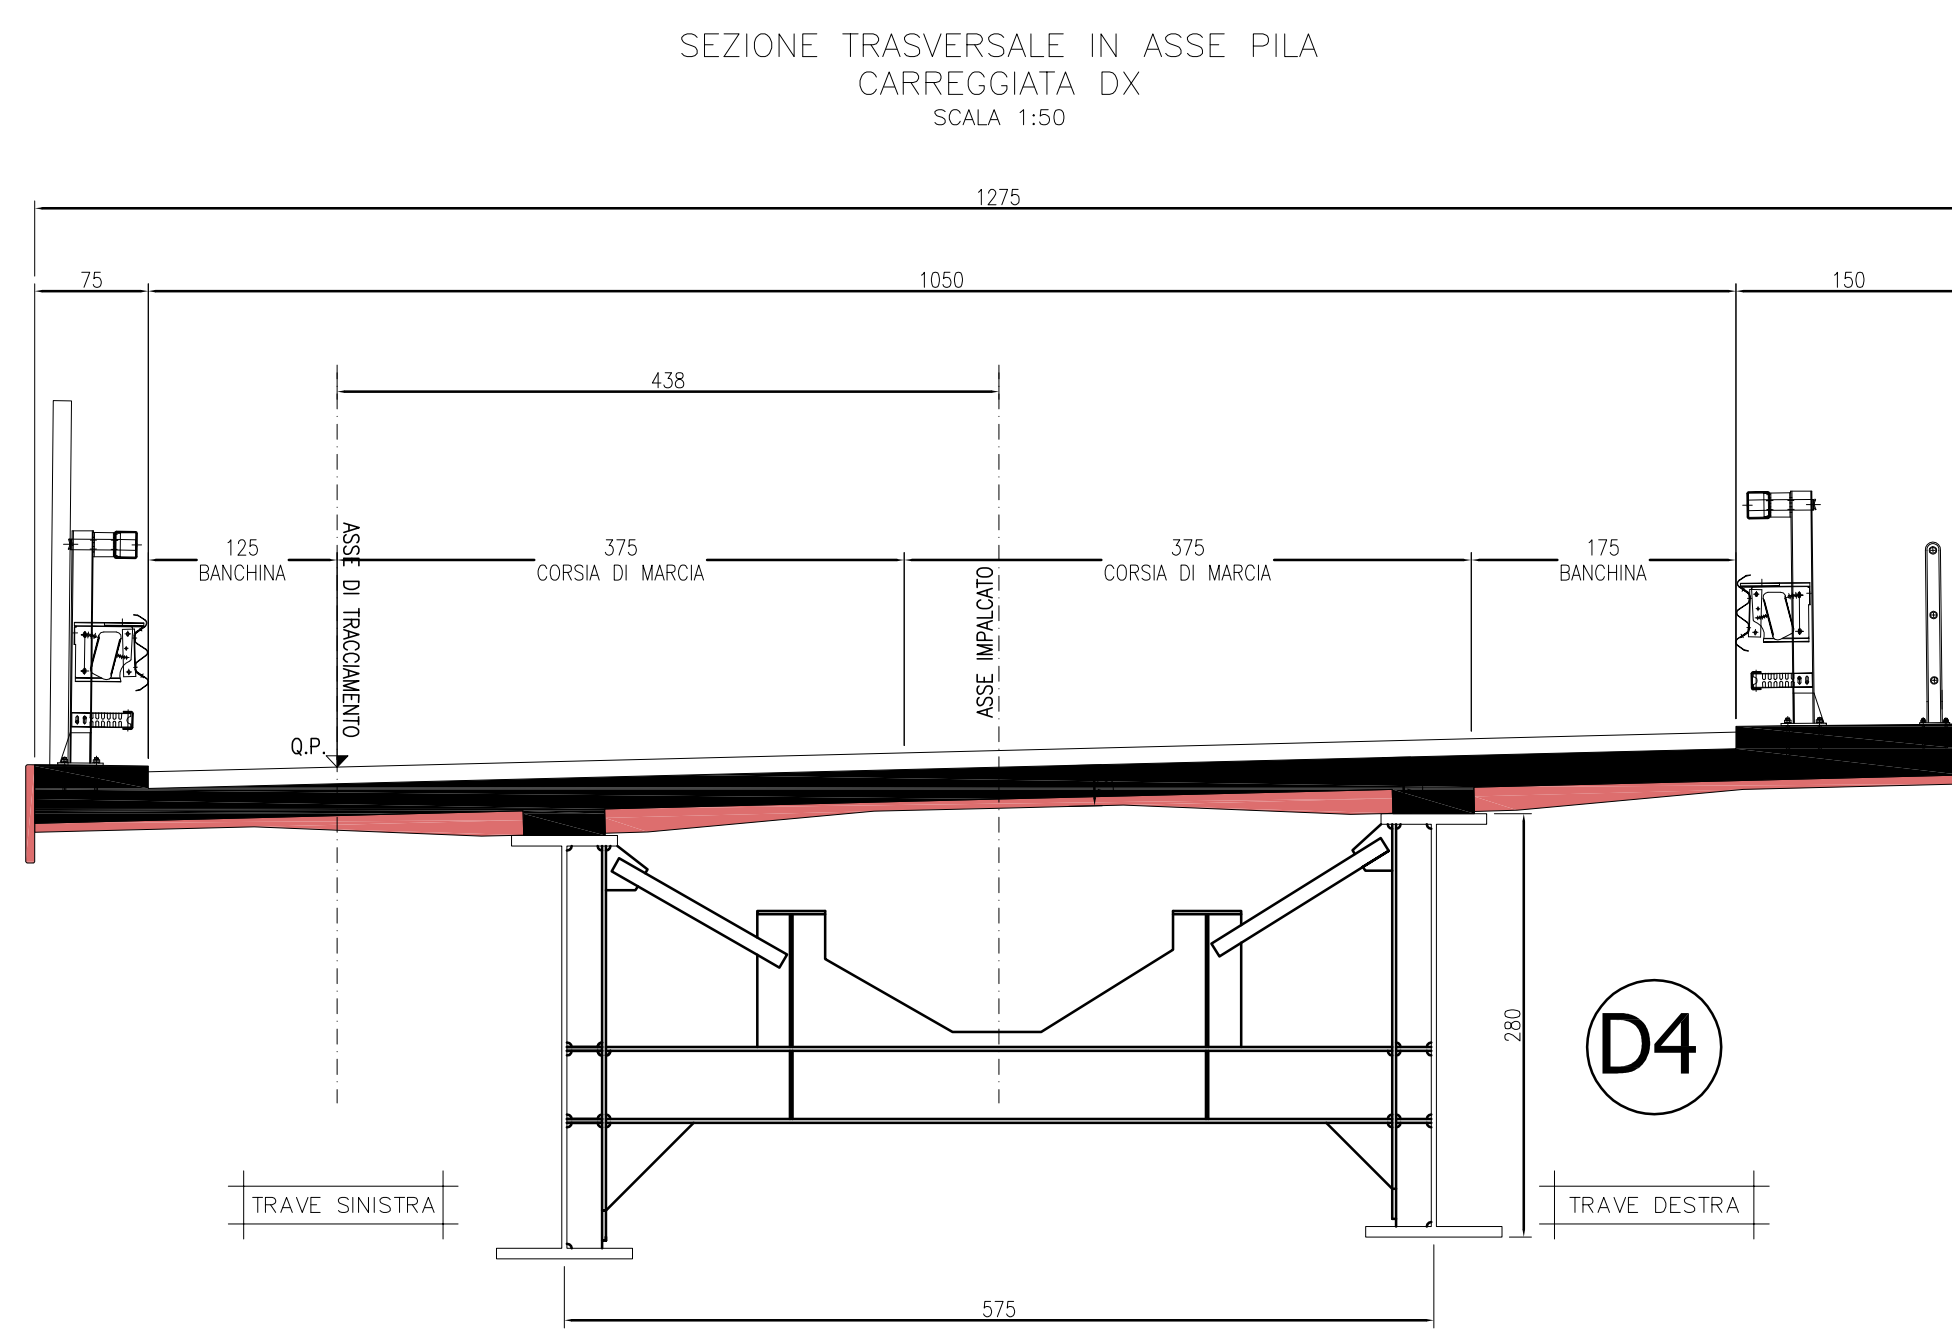 SEZIONE TRASVERSALE IN ASSE PILA
CARREGGIATA DX
SCALA 1:50
1275
75
1050
150
438
ASSE DI TRACCIAMENTO
ASSE IMPALCATO
125
BANCHINA
375
CORSIA DI MARCIA
375
CORSIA DI MARCIA
175
BANCHINA
Q.P.
280
D4
TRAVE SINISTRA
TRAVE DESTRA
575